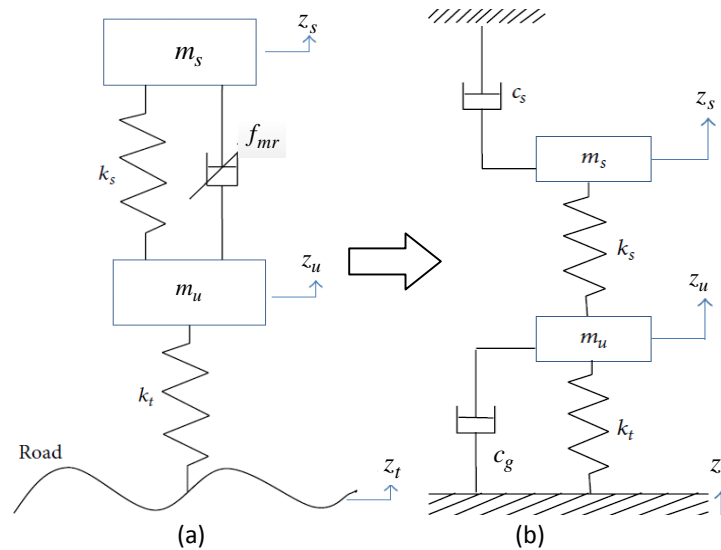 z_s
m_s
f_mr
k_s
z_u
m_u
k_t
Road
z_t
(a)
c_s
z_s
m_s
k_s
z_u
m_u
k_t
c_g
z
(b)